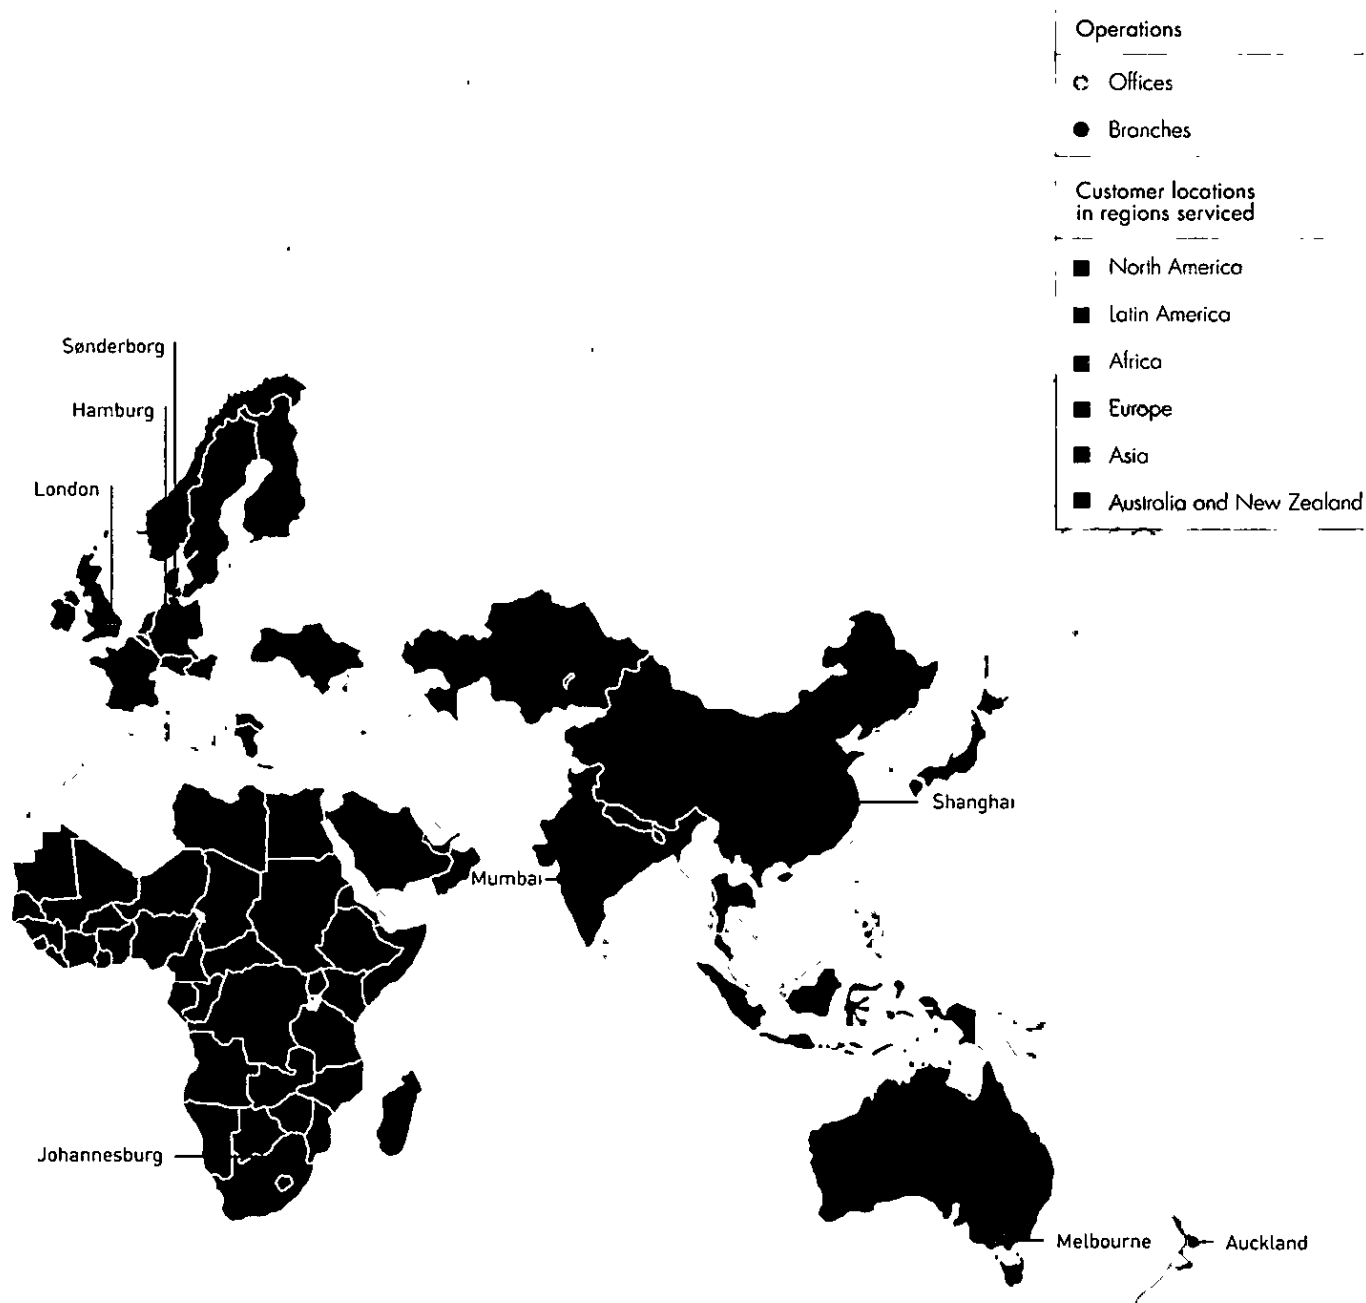 Operations
Offices
Branches
Customer locations
in regions serviced
North America
Latin America
Africa
Europe
Asia
Australia and New Zealand
Sønderborg
Hamburg
London
Shanghai
Mumbai
Johannesburg
Melbourne
Auckland